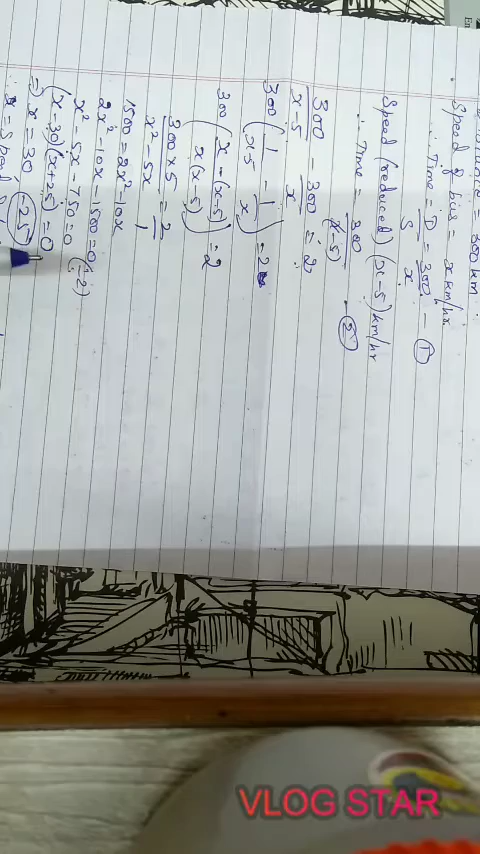 Distance = 300 km.
Speed of bus = x km/hr
∴ Time = D/S = 300/x — ①
Speed (reduced) (x-5) km/hr
∴ Time = 300/(x-5) — ②
300/x-5 - 300/x = 2
300 (1/x-5 - 1/x) = 2
300 (x-(x-5)/x(x-5)) = 2
300×5/x²-5x = 2/1
1500 = 2x²-10x
2x²-10x-1500=0 (÷2)
x²-5x-750=0
(x-30)(x+25)=0
⇒ x = 30, -25
x = Speed
VLOG STAR